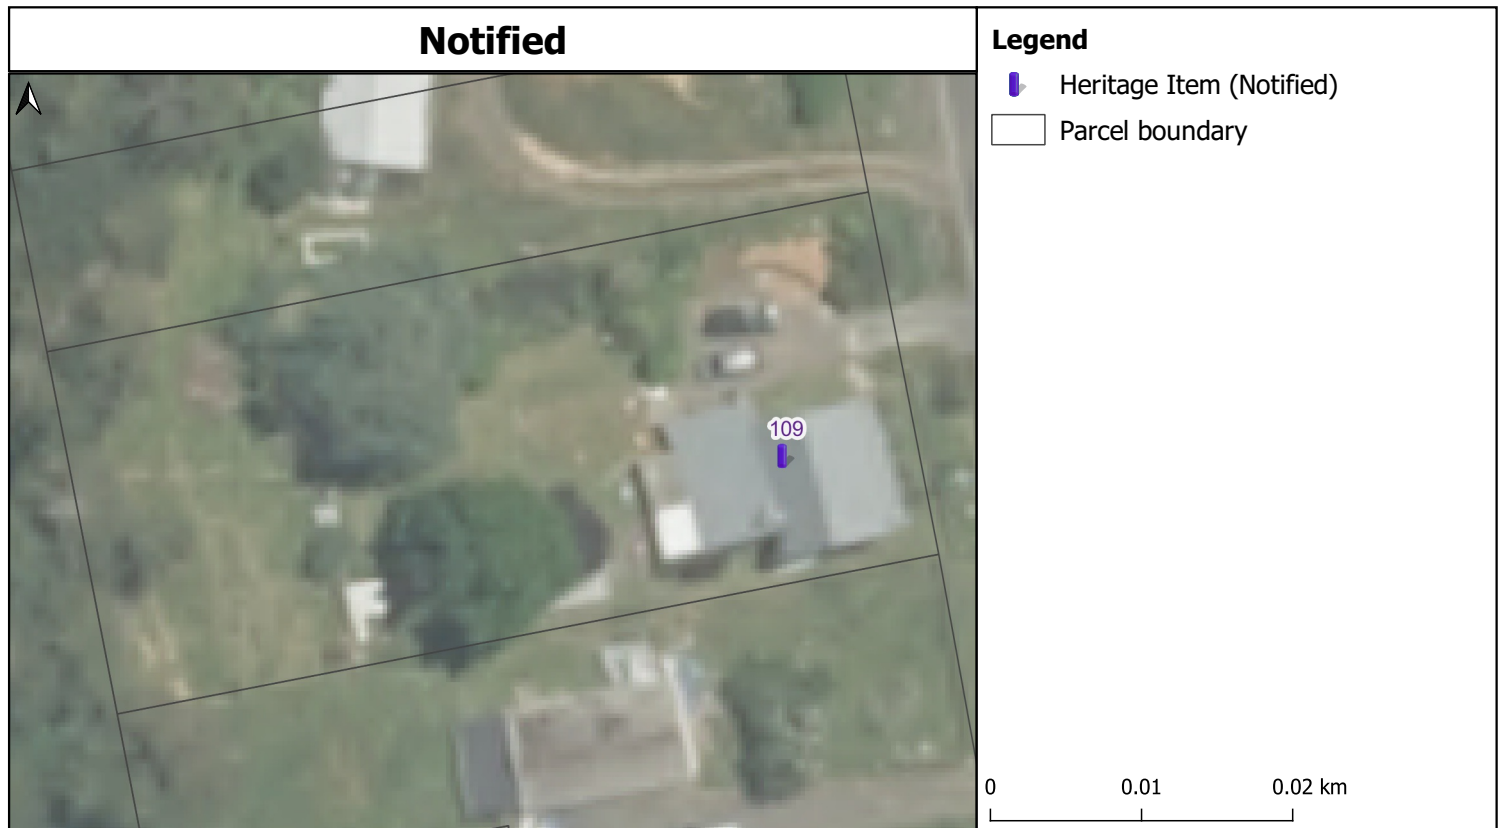 Notified
109
Legend
Heritage Item (Notified)
Parcel boundary
0 0.01 0.02 km